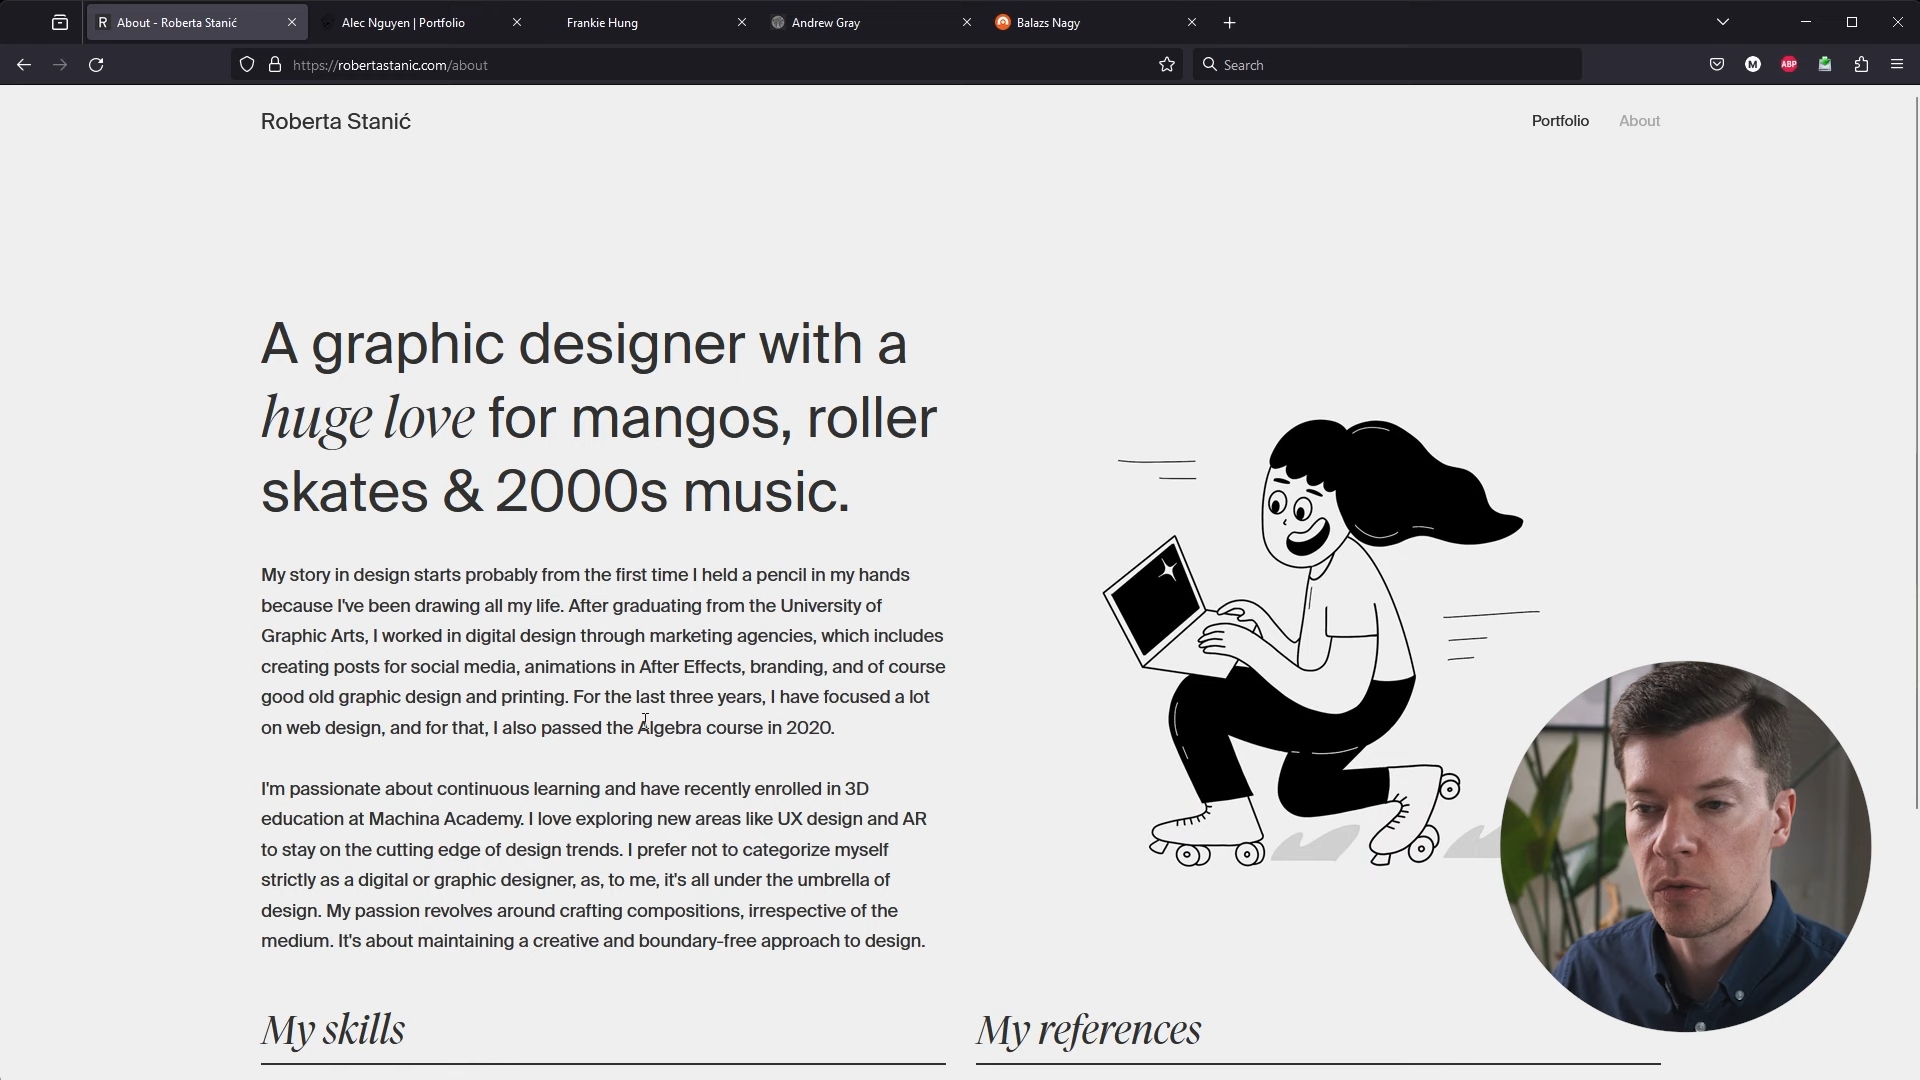 R About - Roberta Stanić
Alec Nguyen | Portfolio
Frankie Hung
Andrew Gray
Balazs Nagy
https://robertastanic.com/about
Search
M
ABP
Roberta Stanić
Portfolio
About
A graphic designer with a
huge love for mangos, roller
skates & 2000s music.
My story in design starts probably from the first time I held a pencil in my hands
because I've been drawing all my life. After graduating from the University of
Graphic Arts, I worked in digital design through marketing agencies, which includes
creating posts for social media, animations in After Effects, branding, and of course
good old graphic design and printing. For the last three years, I have focused a lot
on web design, and for that, I also passed the Algebra course in 2020.
I'm passionate about continuous learning and have recently enrolled in 3D
education at Machina Academy. I love exploring new areas like UX design and AR
to stay on the cutting edge of design trends. I prefer not to categorize myself
strictly as a digital or graphic designer, as, to me, it's all under the umbrella of
design. My passion revolves around crafting compositions, irrespective of the
medium. It's about maintaining a creative and boundary-free approach to design.
My skills
My references